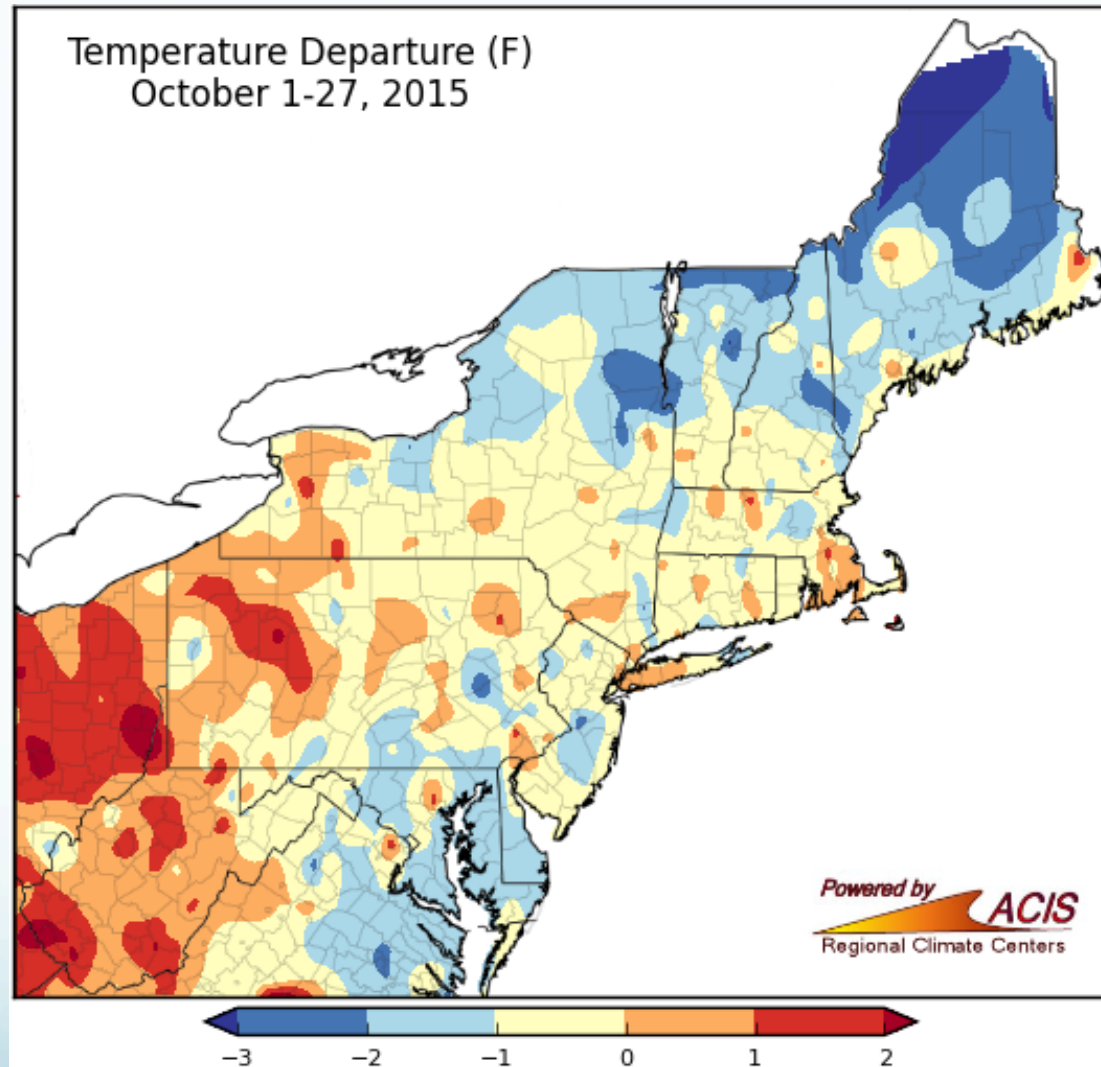 Temperature Departure (F)
October 1-27, 2015
Powered by
ACIS
Regional Climate Centers
−3 −2 −1 0 1 2